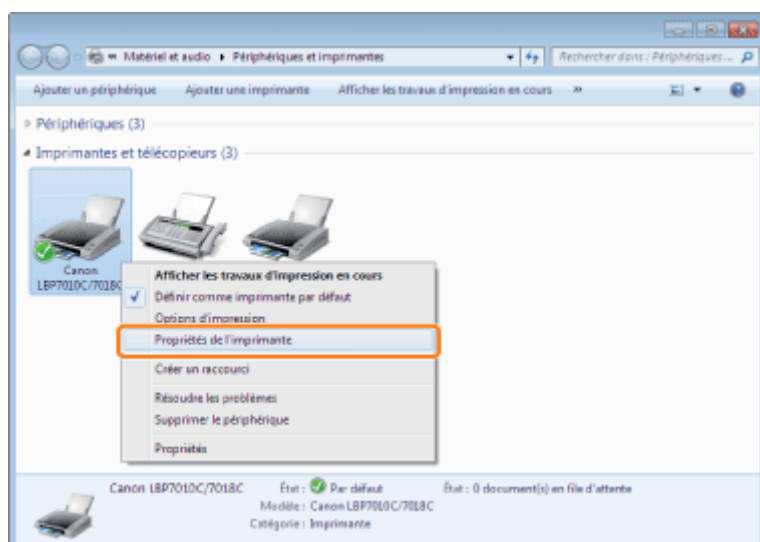 Matériel et audio Périphériques et imprimantes Rechercher dans : Périphériques...
Ajouter un périphérique Ajouter une imprimante Afficher les travaux d'impression en cours »
Périphériques (3)
Imprimantes et télécopieurs (3)
Canon
LBP7010C/7018C
Afficher les travaux d'impression en cours
Définir comme imprimante par défaut
Options d'impression
Propriétés de l'imprimante
Créer un raccourci
Résoudre les problèmes
Supprimer le périphérique
Propriétés
Canon LBP7010C/7018C État : Par défaut État : 0 document(s) en file d'attente
Modèle : Canon LBP7010C/7018C
Catégorie : Imprimante